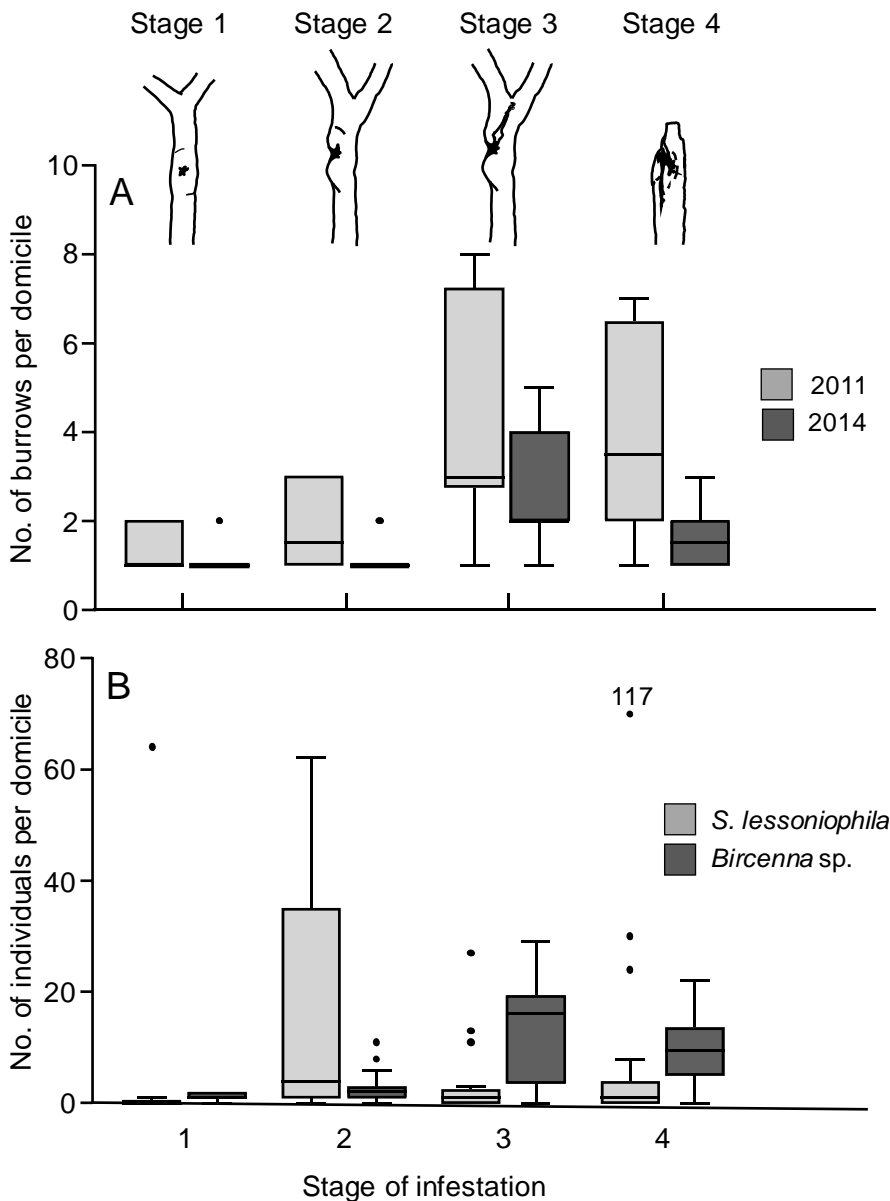 Stage 1 Stage 2 Stage 3 Stage 4
A
No. of burrows per domicile
10
8
6
4
2
0
2011
2014
B
No. of individuals per domicile
80
60
40
20
0
117
S. lessoniophila
Bircenna sp.
1 2 3 4
Stage of infestation